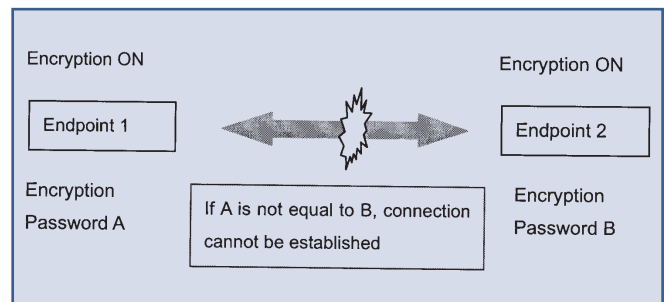 Encryption ON
Encryption ON
Endpoint 1
Endpoint 2
Encryption
Password A
If A is not equal to B, connection
cannot be established
Encryption
Password B